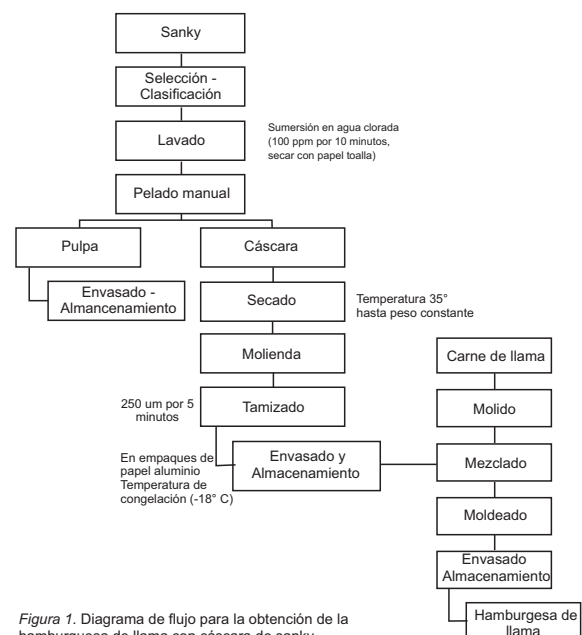 Sanky
Selección -
Clasificación
Lavado
Sumersión en agua clorada
(100 ppm por 10 minutos,
secar con papel toalla)
Pelado manual
Pulpa
Cáscara
Envasado -
Almancenamiento
Secado
Temperatura 35°
hasta peso constante
Molienda
250 um por 5
minutos
Tamizado
En empaques de
papel aluminio
Temperatura de
congelación (-18° C)
Envasado y
Almacenamiento
Carne de llama
Molido
Mezclado
Moldeado
Envasado
Almacenamiento
Hamburgesa de
llama
Figura 1. Diagrama de flujo para la obtención de la
hamburguesa de llama con cáscara de sanky